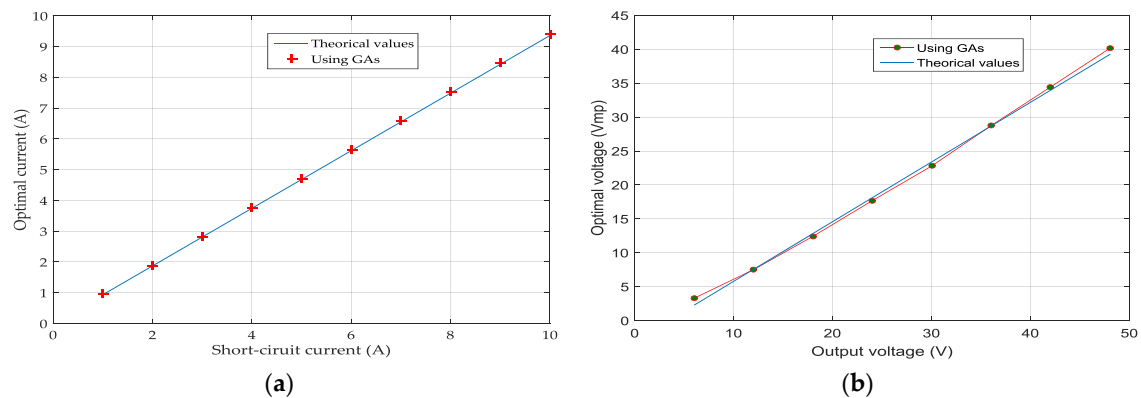 10
9
8
7
6
5
4
3
2
1
0
Optimal current (A)
Theorical values
Using GAs
0 2 4 6 8 10
Short-ciruit current (A)
(a)
45
40
35
30
25
20
15
10
5
0
Optimal voltage (Vmp)
Using GAs
Theorical values
0 10 20 30 40 50
Output voltage (V)
(b)